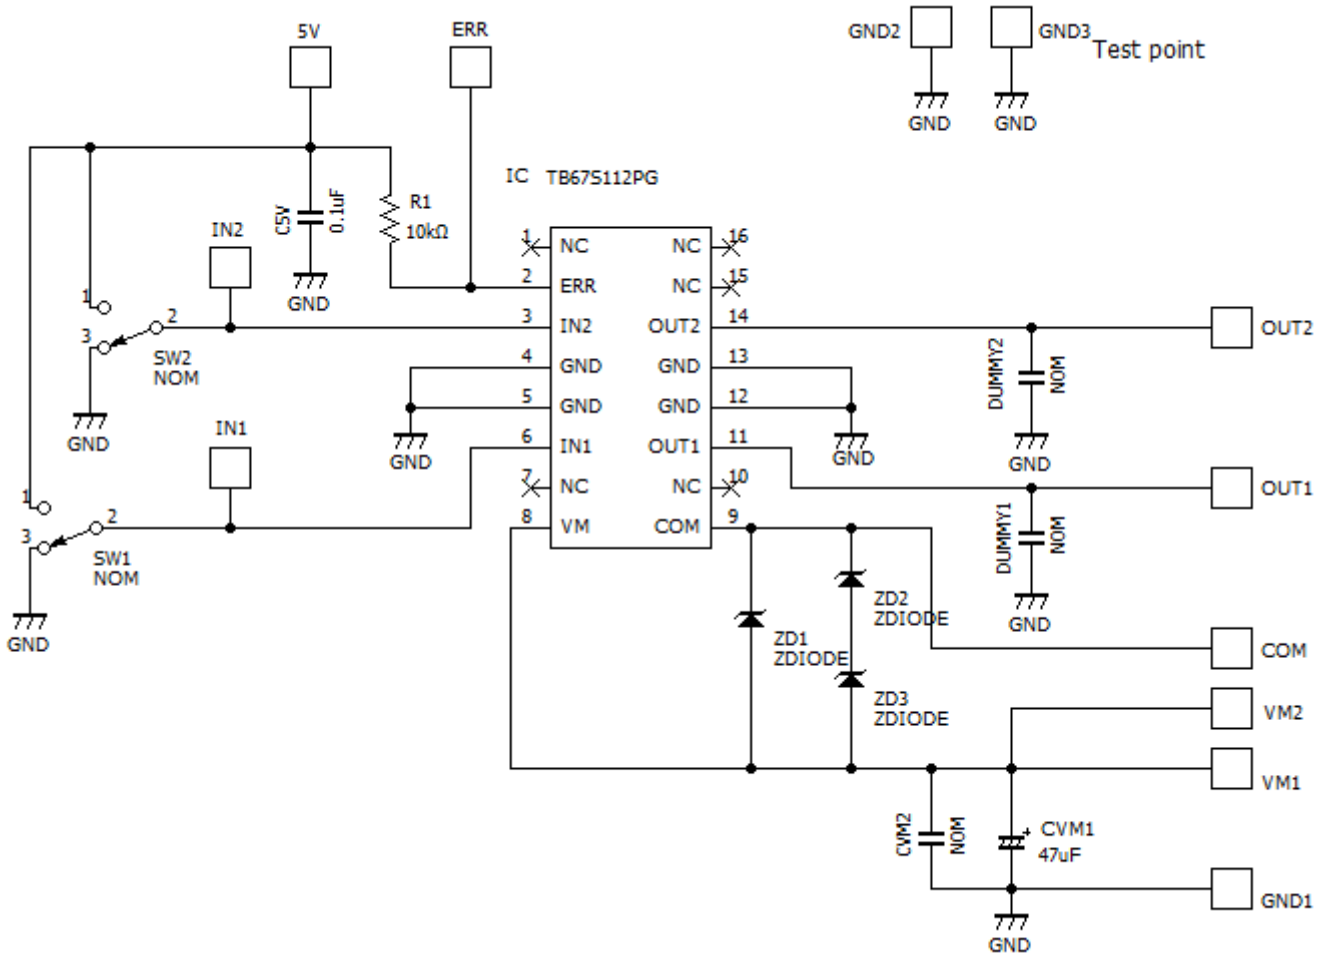 5V
ERR
GND2
GND3
Test point
GND
GND
IC TB67S112PG
C5V
0.1uF
R1
10kΩ
IN2
GND
1
3
2
SW2
NOM
GND
IN1
1
3
2
SW1
NOM
GND
GND
1 NC
2 ERR
3 IN2
4 GND
5 GND
6 IN1
7 NC
8 VM
NC 16
NC 15
OUT2 14
GND 13
GND 12
OUT1 11
NC 10
COM 9
GND
OUT2
DUMMY2
NOM
GND
OUT1
DUMMY1
NOM
GND
ZD1
ZDIODE
ZD2
ZDIODE
ZD3
ZDIODE
COM
VM2
VM1
CVM2
NOM
+
CVM1
47uF
GND1
GND